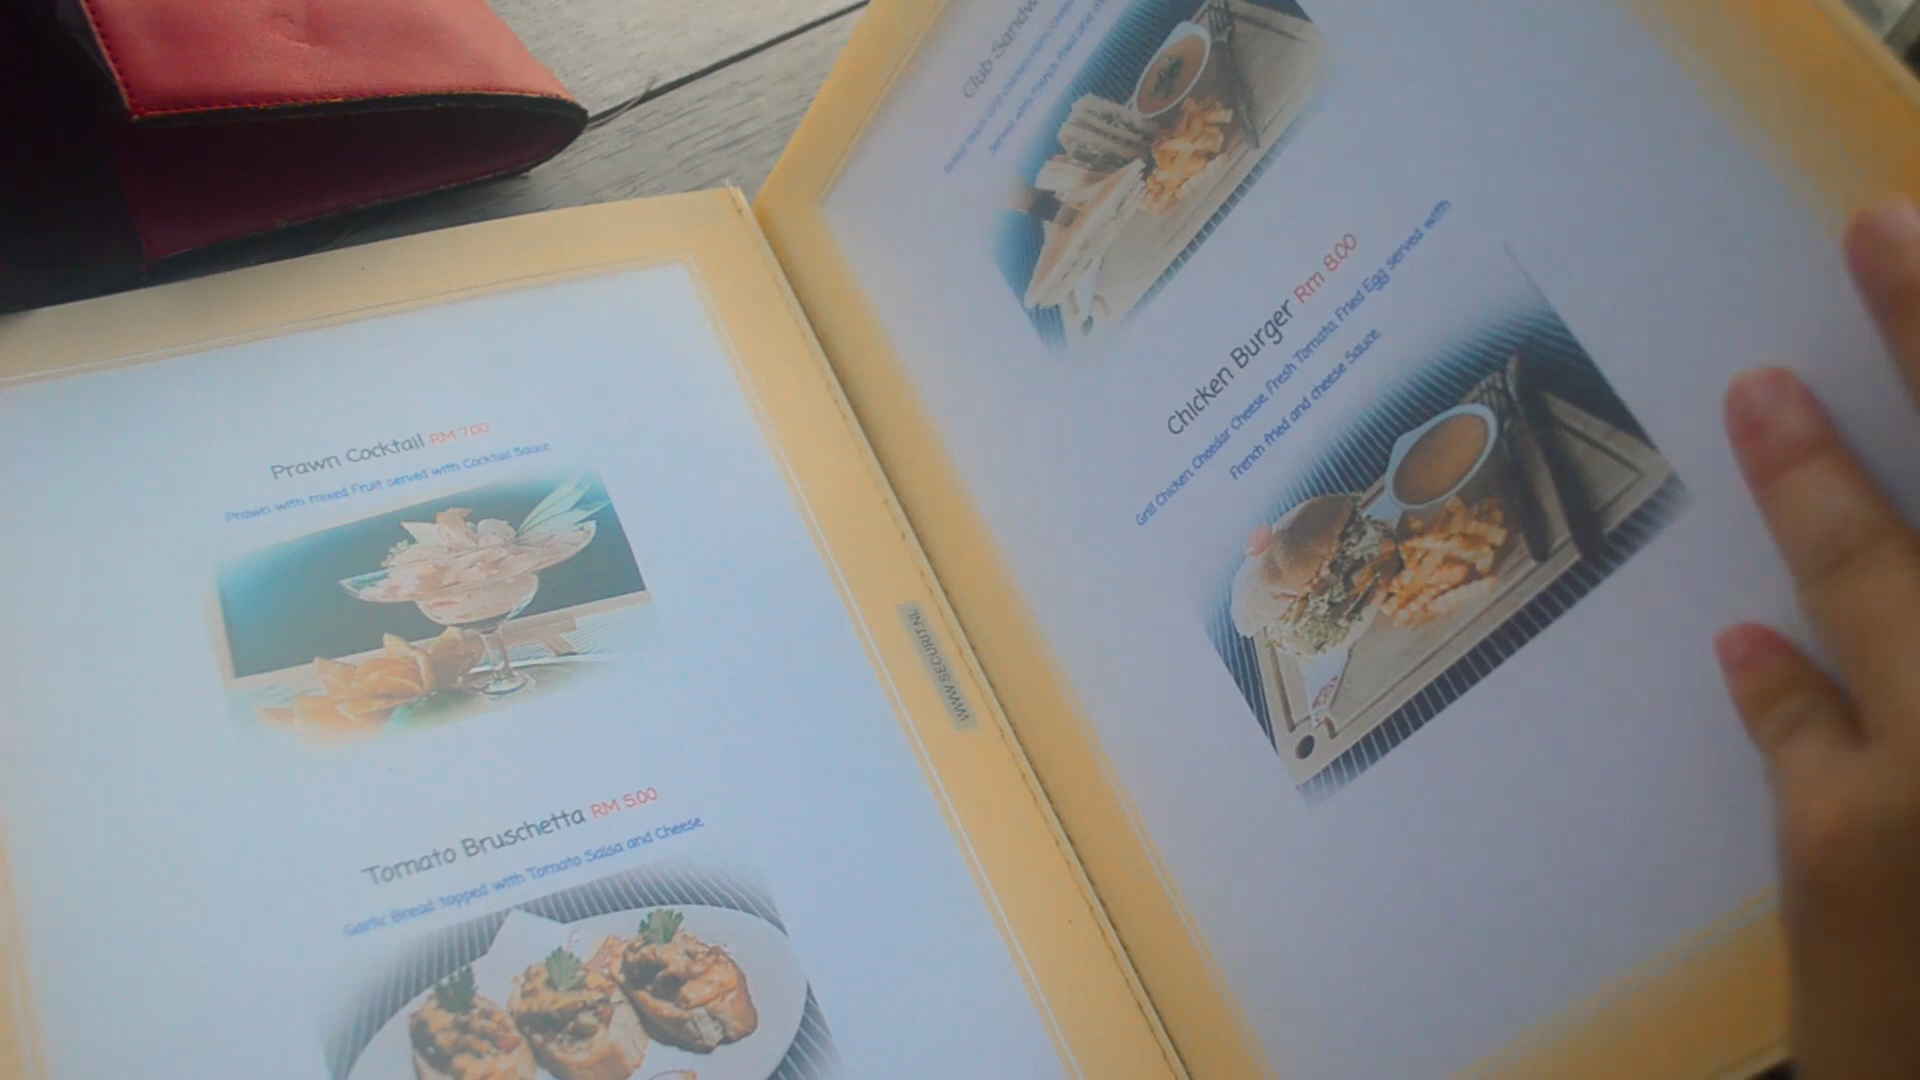 Prawn Cocktail RM 7.00
Prawn with mixed Fruit served with Cocktail Sauce
Tomato Bruschetta RM 5.00
Garlic Bread topped with Tomato Salsa and Cheese
WWW.SECURIT.NL
Club
Chicken Burger Rm 8.00
Grill Chicken, Cheedar Cheese, Fresh Tomato, Fried Egg served with
French fried and cheese Sauce